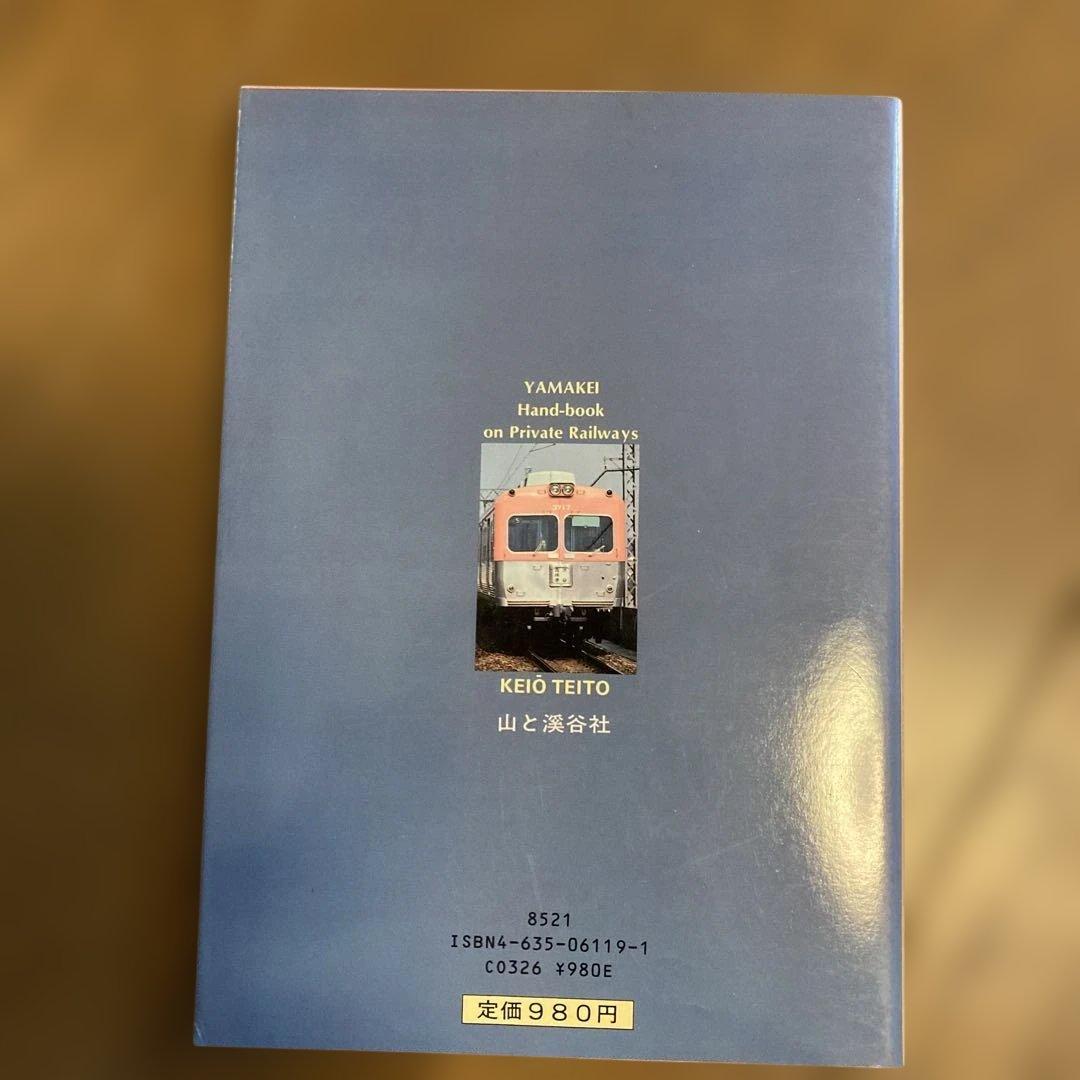 YAMAKEI
Hand-book
on Private Railways
3717
KEIŌ TEITO
山と溪谷社
8521
ISBN4-635-06119-1
C0326 ¥980E
定価980円